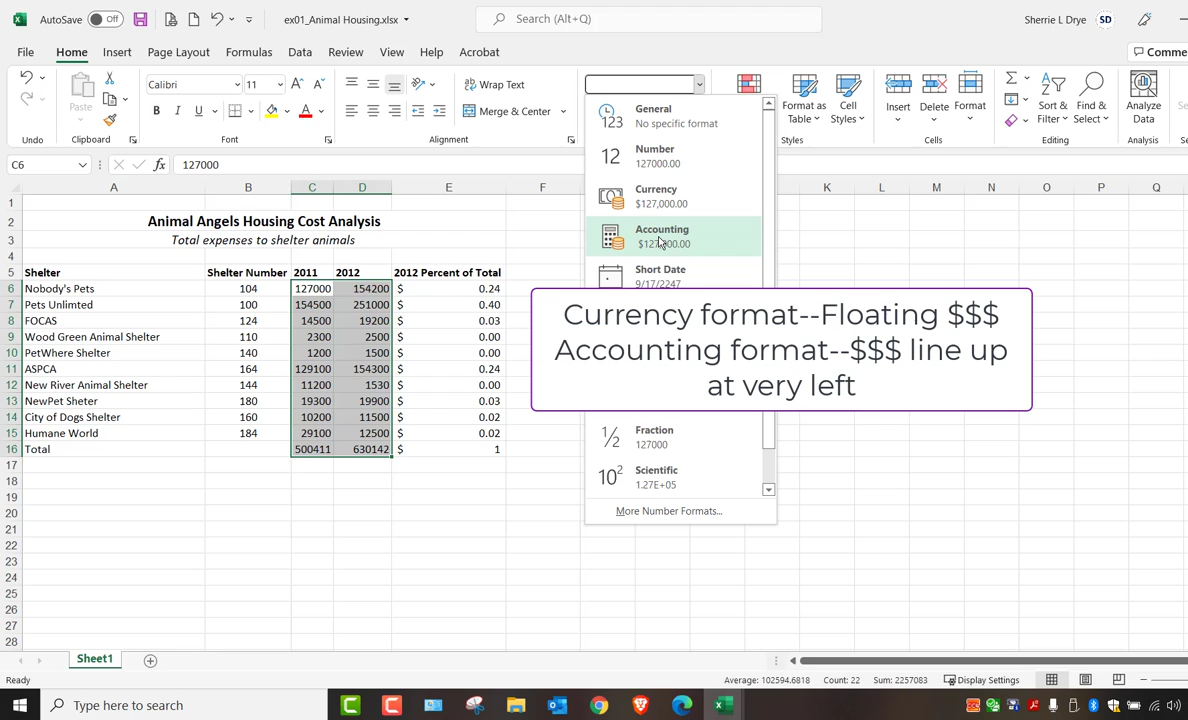 AutoSave Off ex01_Animal Housing.xlsx Search (Alt+Q) Sherrie L Drye SD
File Home Insert Page Layout Formulas Data Review View Help Acrobat Comme
Calibri 11 A A Wrap Text
Paste B I U A Merge & Center
Format as Table Cell Styles Insert Delete Format Sort & Filter Find & Select Analyze Data
Undo Clipboard Font Alignment Styles Cells Editing Analysis
C6 fx 127000
A B C D E F K L M N O P Q
1
2 Animal Angels Housing Cost Analysis
3 Total expenses to shelter animals
4
5 Shelter Shelter Number 2011 2012 2012 Percent of Total
6 Nobody's Pets 104 127000 154200 $ 0.24
7 Pets Unlimted 100 154500 251000 $ 0.40
8 FOCAS 124 14500 19200 $ 0.03
9 Wood Green Animal Shelter 110 2300 2500 $ 0.00
10 PetWhere Shelter 140 1200 1500 $ 0.00
11 ASPCA 164 129100 154300 $ 0.24
12 New River Animal Shelter 144 11200 1530 $ 0.00
13 NewPet Sheter 180 19300 19900 $ 0.03
14 City of Dogs Shelter 160 10200 11500 $ 0.02
15 Humane World 184 29100 12500 $ 0.02
16 Total 500411 630142 $ 1
17
18
19
20
21
22
23
24
25
26
27
28
General
No specific format
123
Number
12
127000.00
Currency
$127,000.00
Accounting
$127,000.00
Short Date
9/17/2247
Currency format--Floating $$$
Accounting format--$$$ line up
at very left
Fraction
1/2
127000
Scientific
10²
1.27E+05
More Number Formats...
Sheet1
Ready Average: 102594.6818 Count: 22 Sum: 2257083 Display Settings
Type here to search